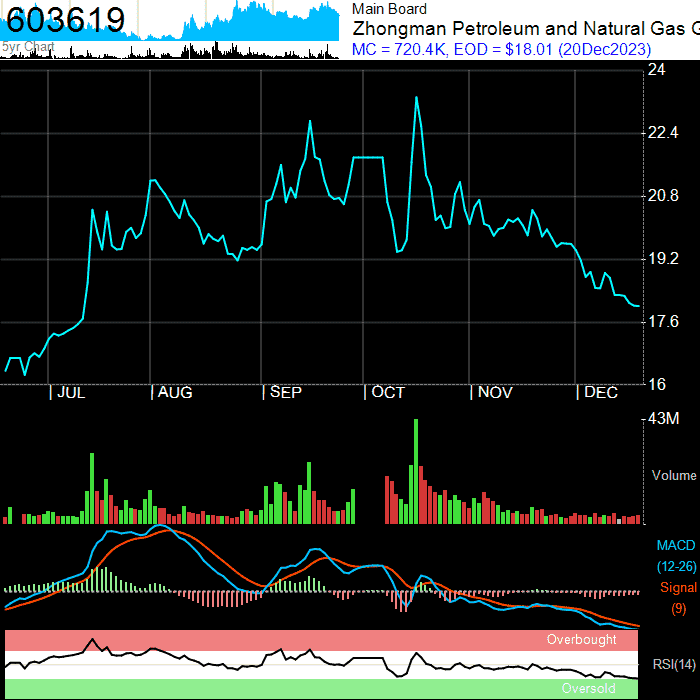 603619
5yr Chart
Main Board
Zhongman Petroleum and Natural Gas G
MC = 720.4K, EOD = $18.01 (20Dec2023)
24
22.4
20.8
19.2
17.6
16
| JUL | AUG | SEP | OCT | NOV | DEC
43M
Volume
MACD
(12-26)
Signal
(9)
Overbought
RSI(14)
Oversold